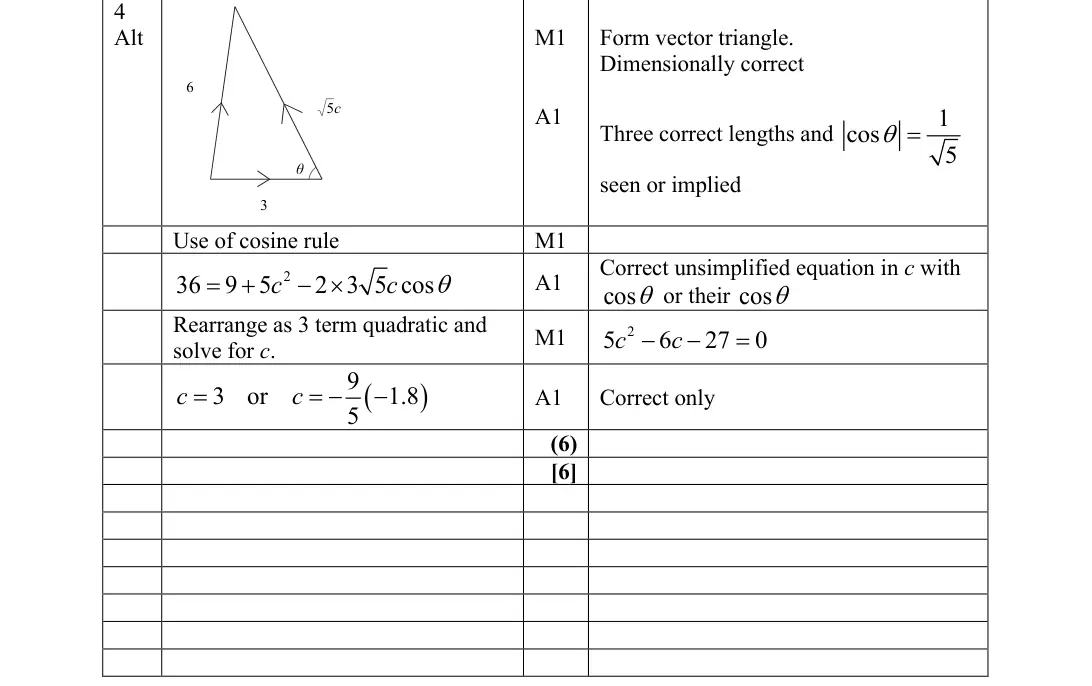 4
Alt
6
√5c
θ
3
M1
Form vector triangle.
Dimensionally correct
A1
Three correct lengths and |cos θ| = 1/√5
seen or implied
Use of cosine rule
M1
36 = 9 + 5c² − 2 × 3√5c cos θ
A1
Correct unsimplified equation in c with
cos θ or their cos θ
Rearrange as 3 term quadratic and
solve for c.
M1
5c² − 6c − 27 = 0
c = 3 or c = −9/5 (−1.8)
A1
Correct only
(6)
[6]